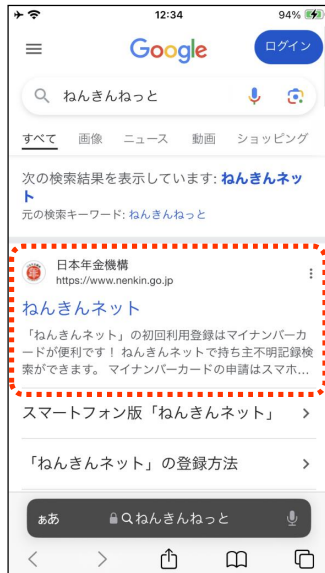 12:34
94%
Google
ログイン
ねんきんねっと
すべて 画像 ニュース 動画 ショッピング
次の検索結果を表示しています: ねんきんネッ
ト
元の検索キーワード: ねんきんねっと
日本年金機構
https://www.nenkin.go.jp
ねんきんネット
「ねんきんネット」の初回利用登録はマイナンバーカ
ードが便利です！ ねんきんネットで持ち主不明記録検
索ができます。 マイナンバーカードの申請はスマホ...
スマートフォン版「ねんきんネット」
「ねんきんネット」の登録方法
ああ ねんきんねっと